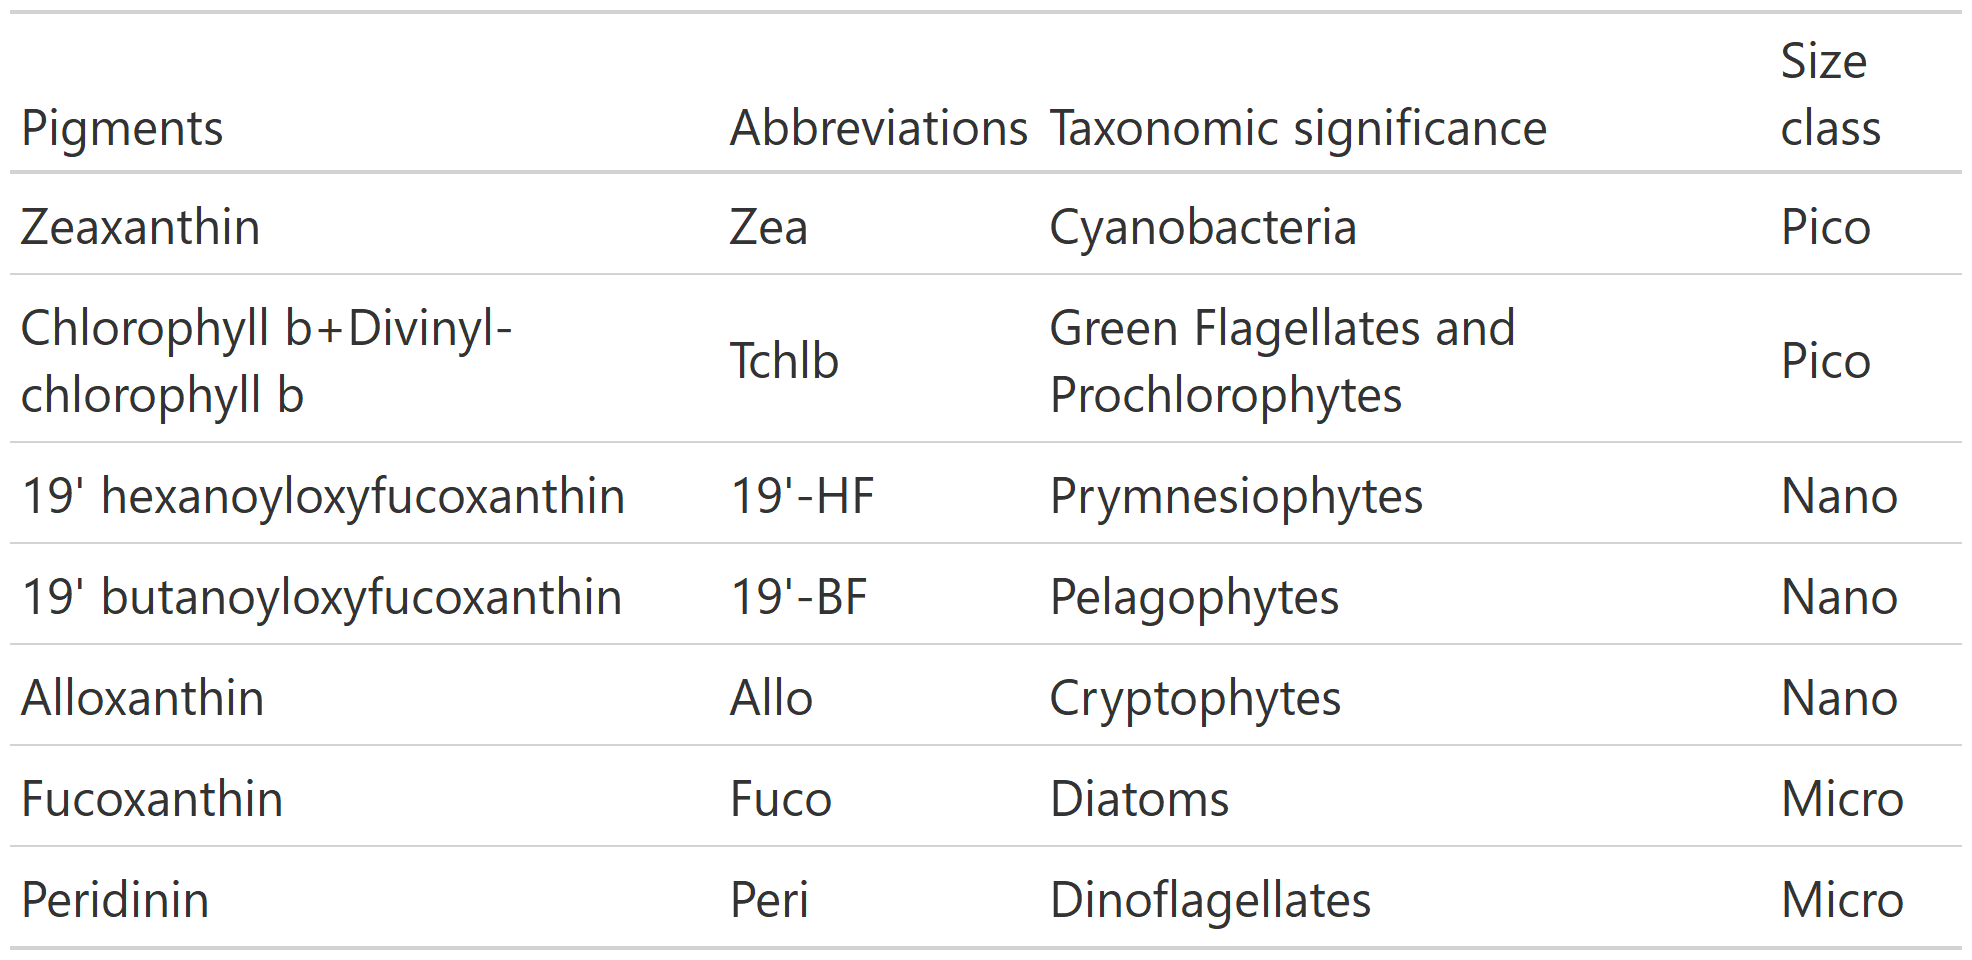 Pigments Abbreviations Taxonomic significance Size class
Zeaxanthin Zea Cyanobacteria Pico
Chlorophyll b+Divinyl-
chlorophyll b Tchlb Green Flagellates and
Prochlorophytes Pico
19' hexanoyloxyfucoxanthin 19'-HF Prymnesiophytes Nano
19' butanoyloxyfucoxanthin 19'-BF Pelagophytes Nano
Alloxanthin Allo Cryptophytes Nano
Fucoxanthin Fuco Diatoms Micro
Peridinin Peri Dinoflagellates Micro